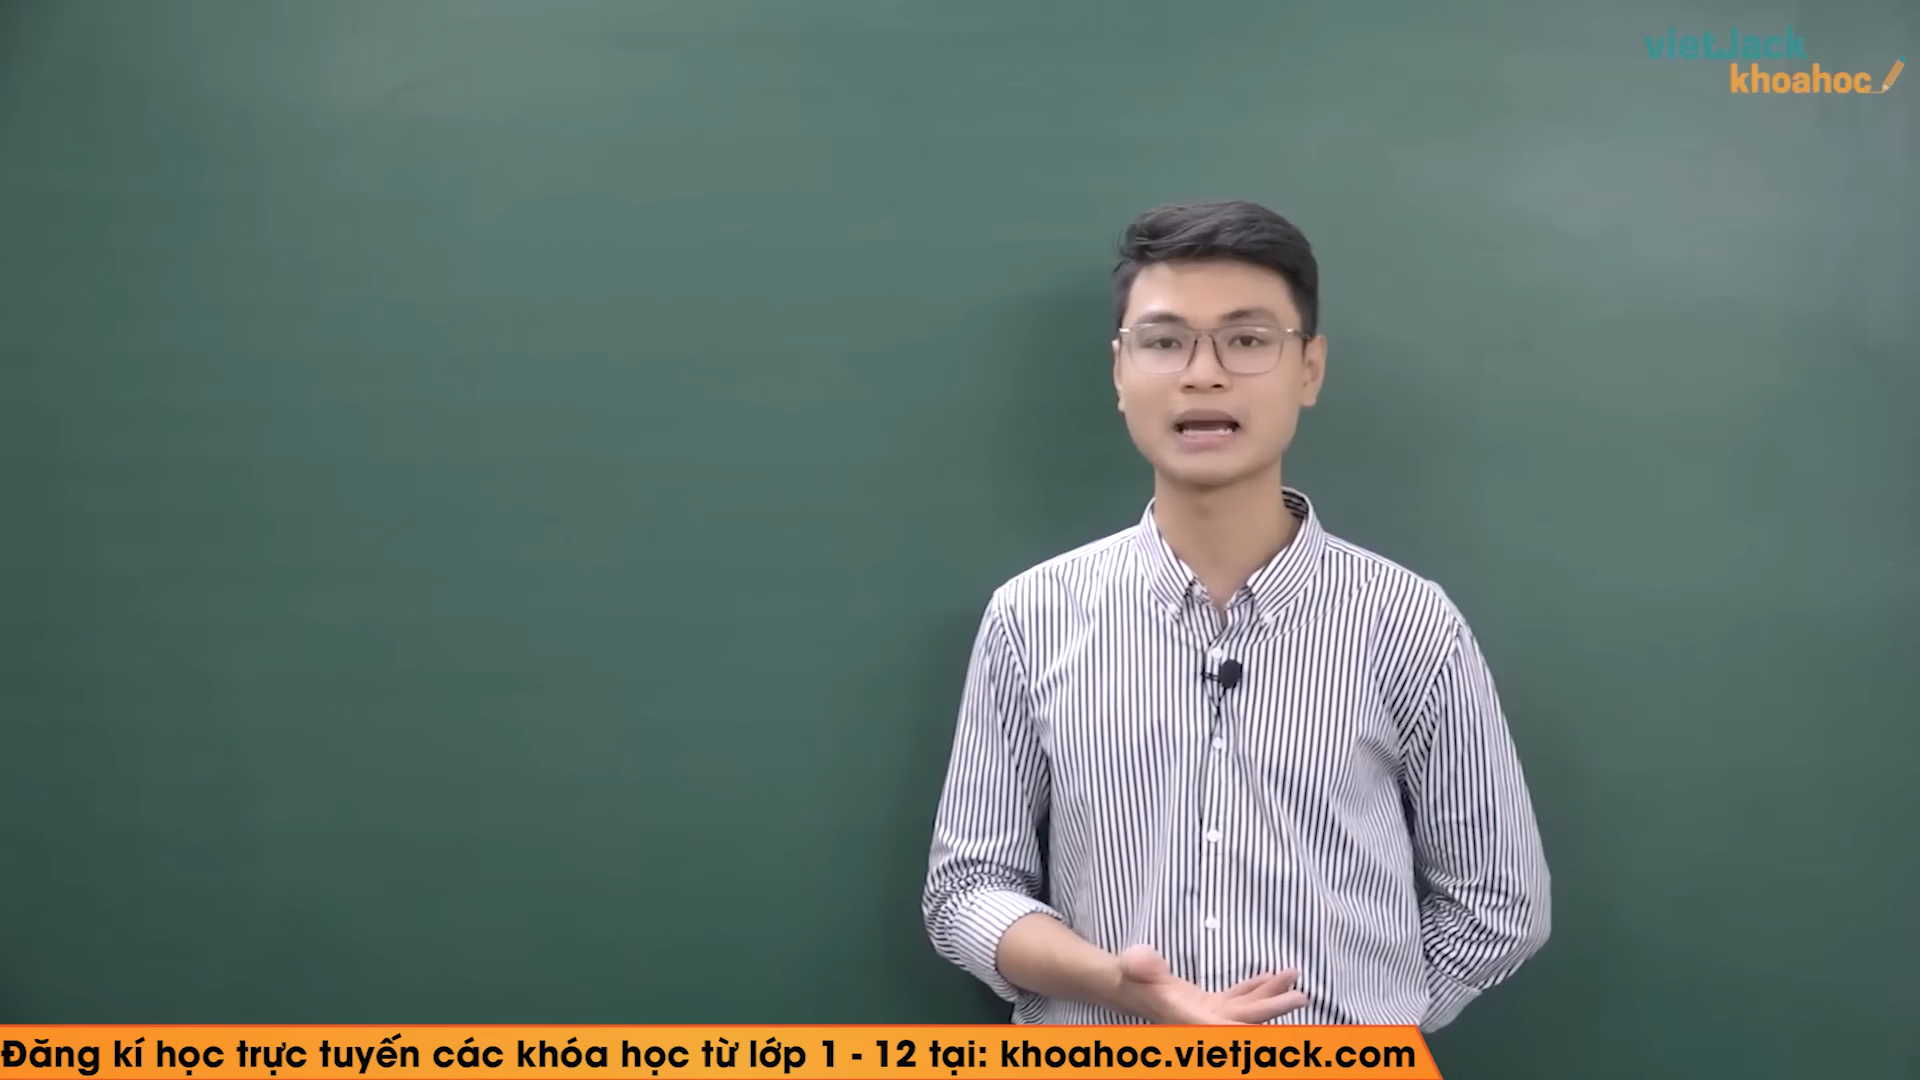 vietJack
khoahoc
Đăng kí học trực tuyến các khóa học từ lớp 1 - 12 tại: khoahoc.vietjack.com